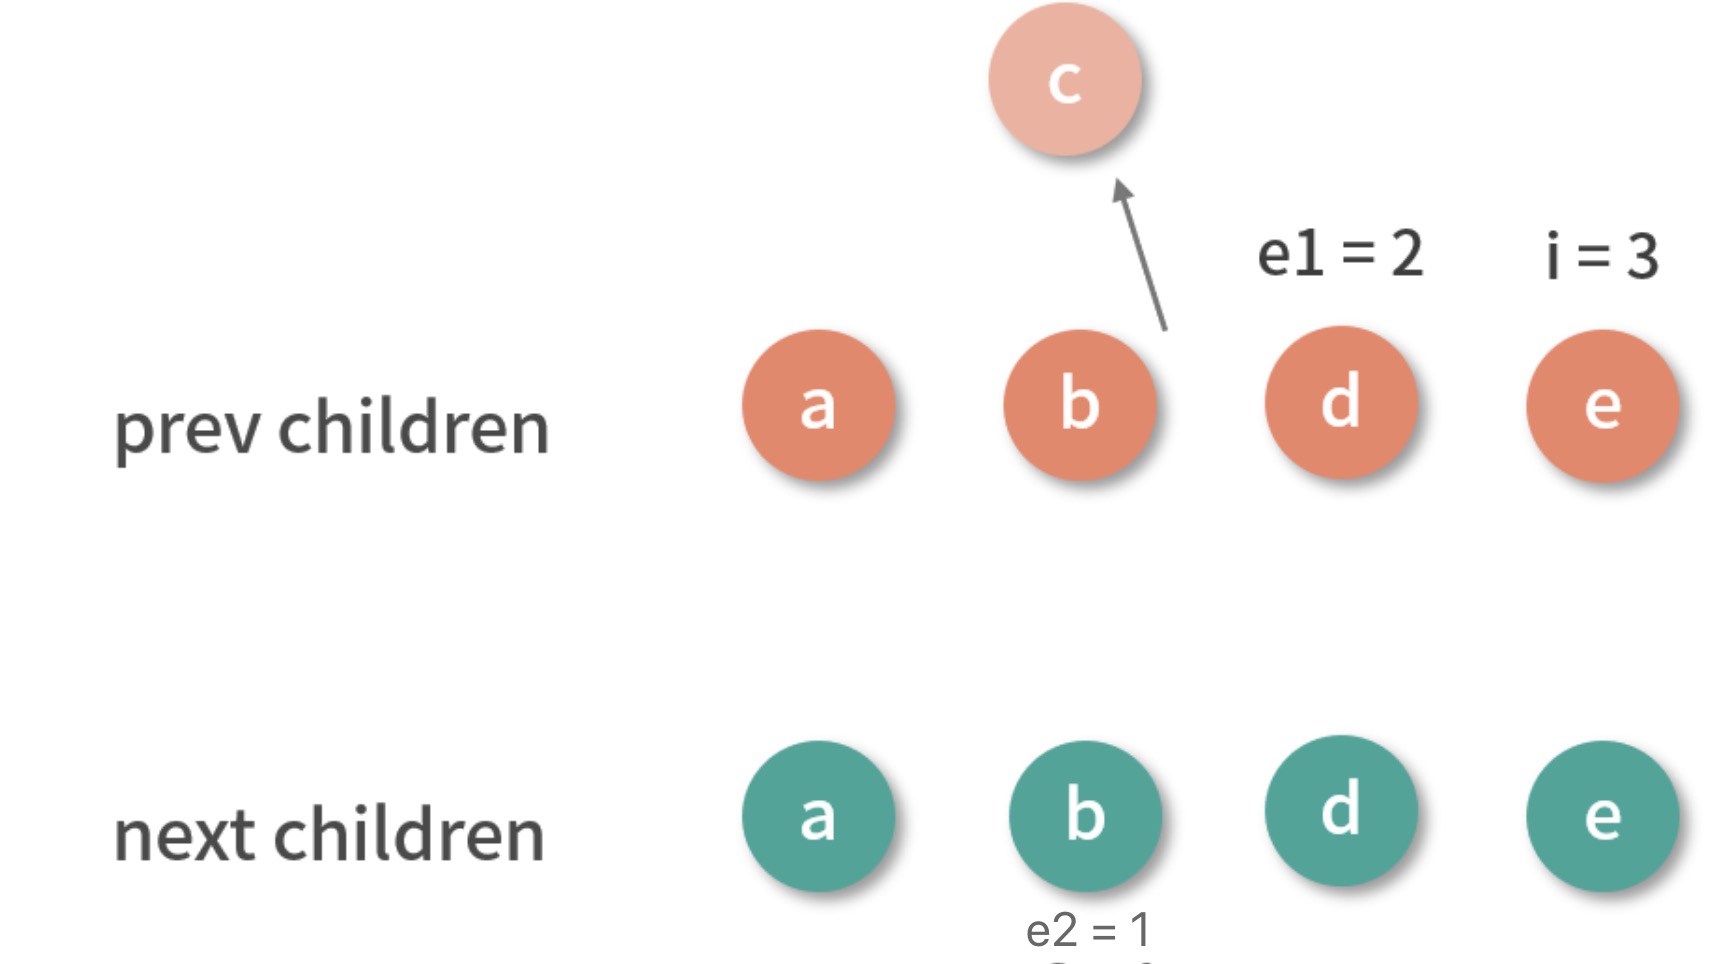 c
e1 = 2
i = 3
prev children
a
b
d
e
next children
a
b
d
e
e2 = 1